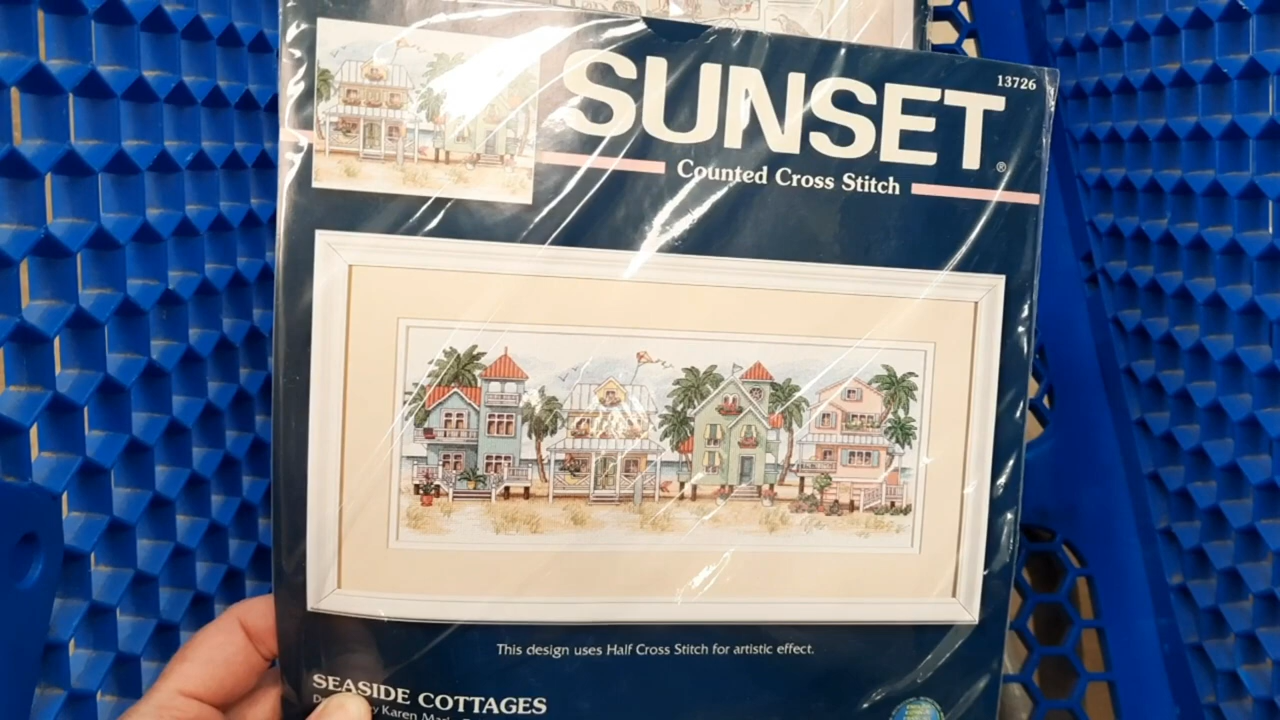 13726
SUNSET®
Counted Cross Stitch
This design uses Half Cross Stitch for artistic effect.
SEASIDE COTTAGES
Karen